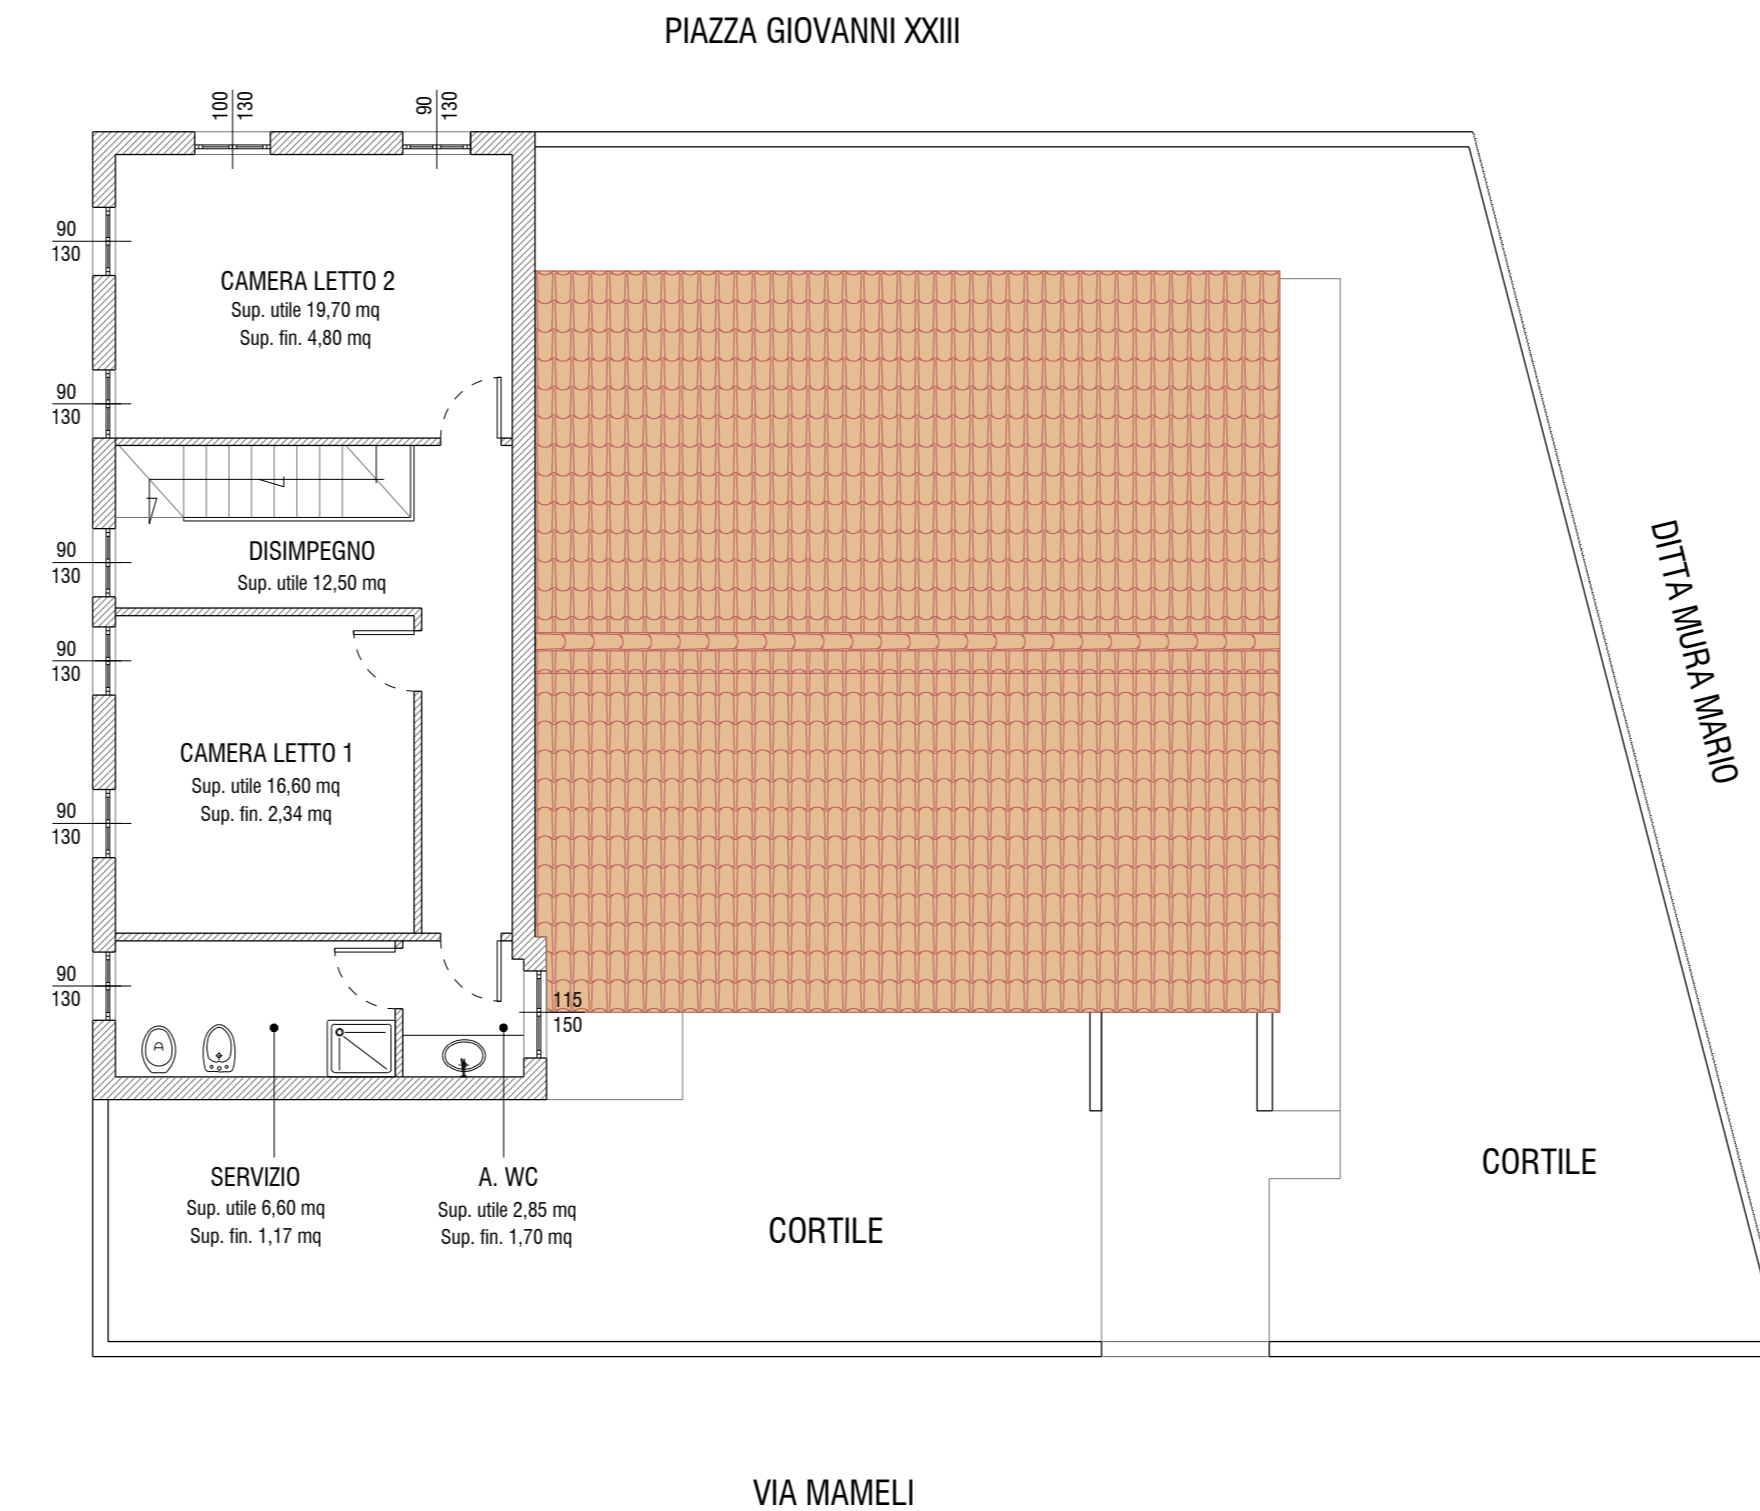 PIAZZA GIOVANNI XXIII
100
130
90
130
90
130
CAMERA LETTO 2
Sup. utile 19,70 mq
Sup. fin. 4,80 mq
90
130
DISIMPEGNO
Sup. utile 12,50 mq
90
130
90
130
CAMERA LETTO 1
Sup. utile 16,60 mq
Sup. fin. 2,34 mq
90
130
90
130
115
150
DITTA MURA MARIO
SERVIZIO
Sup. utile 6,60 mq
Sup. fin. 1,17 mq
A. WC
Sup. utile 2,85 mq
Sup. fin. 1,70 mq
CORTILE
CORTILE
VIA MAMELI